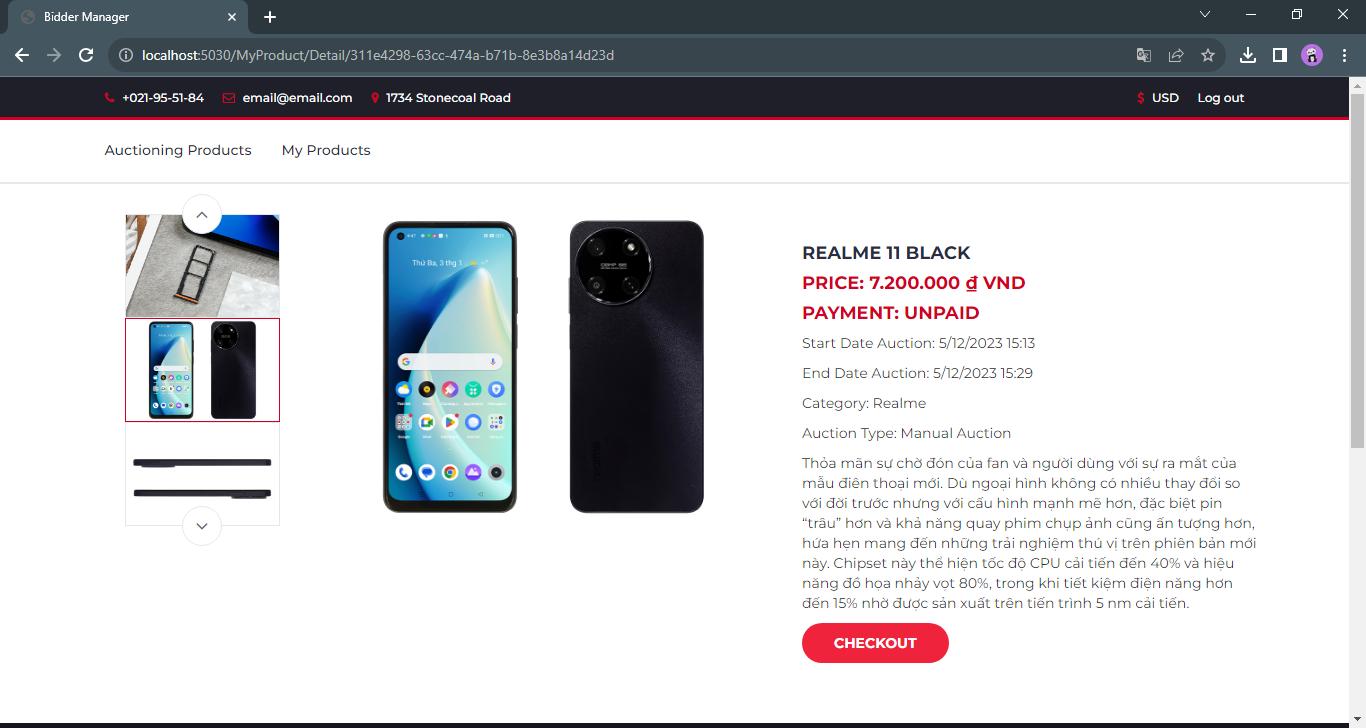 Bidder Manager
localhost:5030/MyProduct/Detail/311e4298-63cc-474a-b71b-8e3b8a14d23d
+021-95-51-84 email@email.com 1734 Stonecoal Road $ USD Log out
Auctioning Products My Products
Thứ Ba, 3 thg 1
REALME 11 BLACK
PRICE: 7.200.000 ₫ VND
PAYMENT: UNPAID
Start Date Auction: 5/12/2023 15:13
End Date Auction: 5/12/2023 15:29
Category: Realme
Auction Type: Manual Auction
Thỏa mãn sự chờ đón của fan và người dùng với sự ra mắt của
mẫu điện thoại mới. Dù ngoại hình không có nhiều thay đổi so
với đời trước nhưng với cấu hình mạnh mẽ hơn, đặc biệt pin
“trâu” hơn và khả năng quay phim chụp ảnh cũng ấn tượng hơn,
hứa hẹn mang đến những trải nghiệm thú vị trên phiên bản mới
này. Chipset này thể hiện tốc độ CPU cải tiến đến 40% và hiệu
năng đồ họa nhảy vọt 80%, trong khi tiết kiệm điện năng hơn
đến 15% nhờ được sản xuất trên tiến trình 5 nm cải tiến.
CHECKOUT